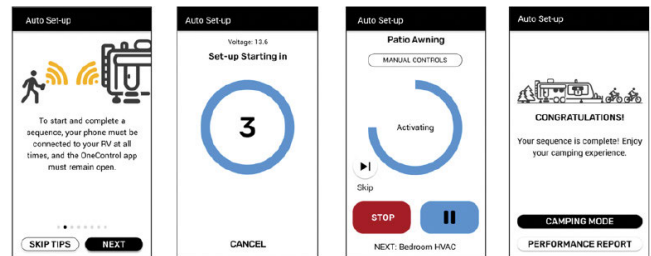 Auto Set-up
To start and complete a
sequence, your phone must be
connected to your RV at all
times, and the OneControl app
must remain open.
SKIP TIPS
NEXT
Auto Set-up
Voltage: 13.6
Set-up Starting in
3
CANCEL
Auto Set-up
Patio Awning
MANUAL CONTROLS
Activating
Skip
STOP
NEXT: Bedroom HVAC
Auto Set-up
CONGRATULATIONS!
Your sequence is complete! Enjoy
your camping experience.
CAMPING MODE
PERFORMANCE REPORT